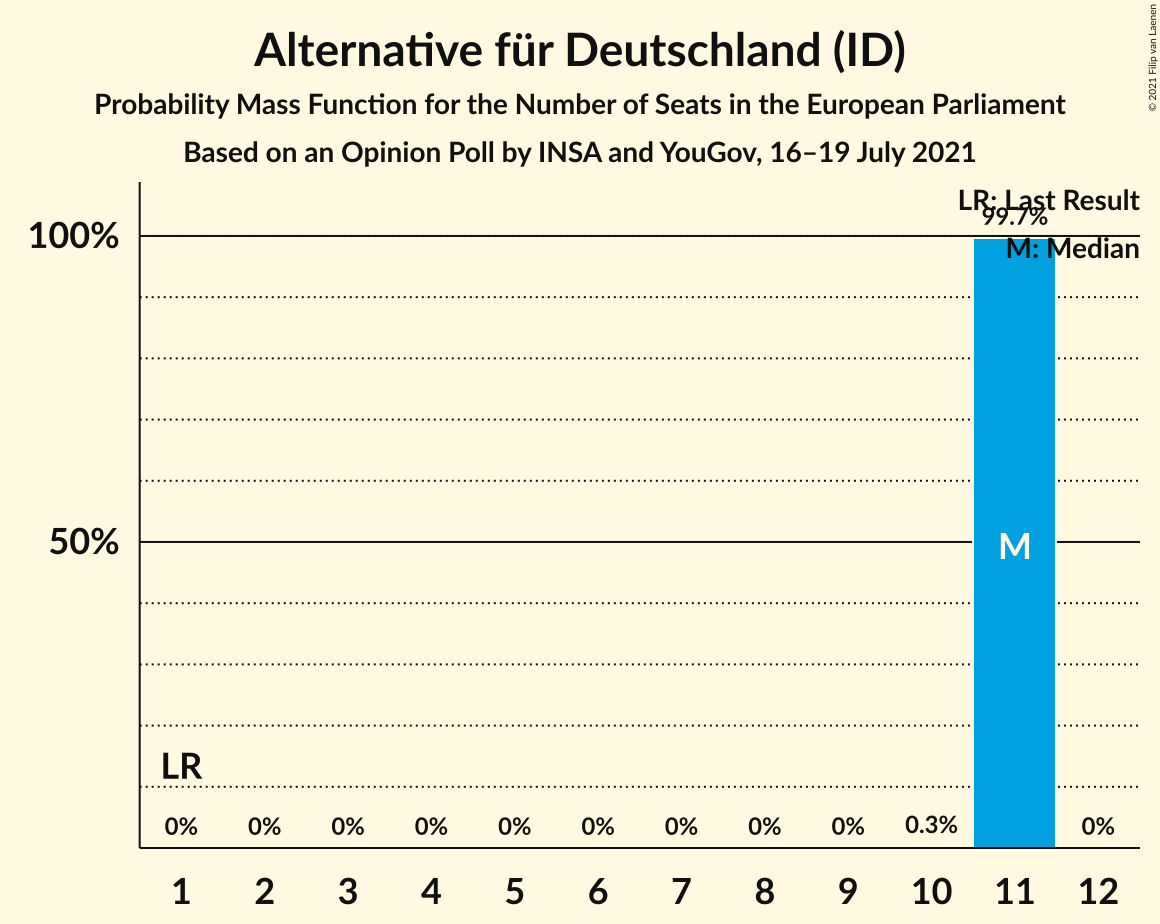 Alternative für Deutschland (ID)
Probability Mass Function for the Number of Seats in the European Parliament
Based on an Opinion Poll by INSA and YouGov, 16–19 July 2021
© 2021 Filip van Laenen
LR: Last Result
99.7%
M: Median
100%
50%
M
LR
0% 0% 0% 0% 0% 0% 0% 0% 0% 0.3% 0%
1 2 3 4 5 6 7 8 9 10 11 12